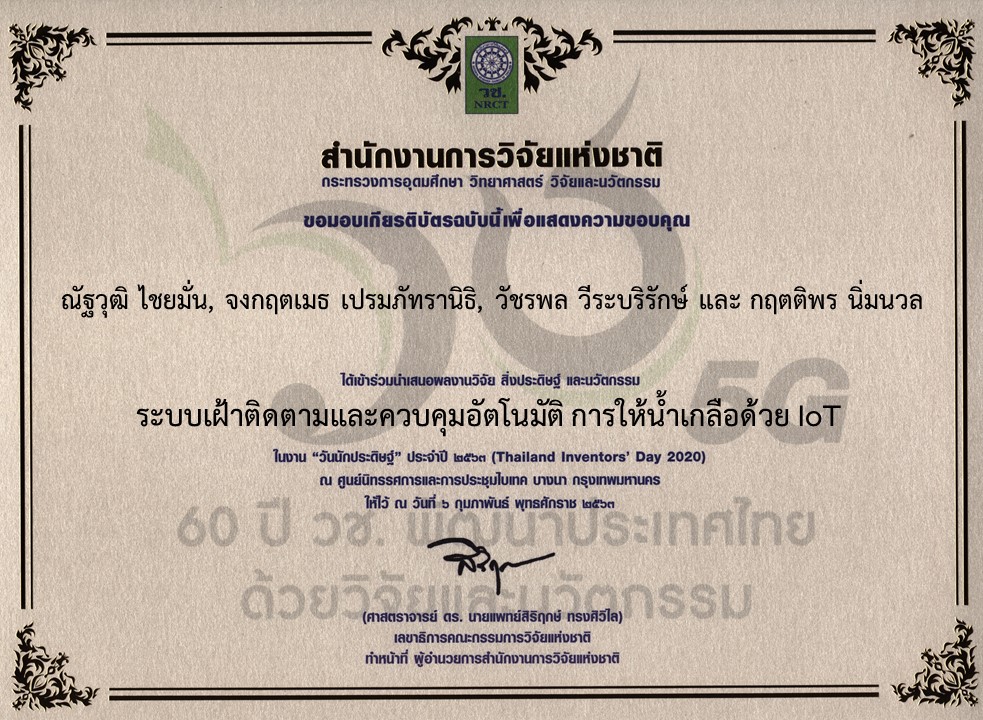 วช.
NRCT
สำนักงานการวิจัยแห่งชาติ
กระทรวงการอุดมศึกษา วิทยาศาสตร์ วิจัยและนวัตกรรม
ขอมอบเกียรติบัตรฉบับนี้เพื่อแสดงความขอบคุณ
ณัฐวุฒิ ไชยมั่น, จงกฤตเมธ เปรมภัทรานิธิ, วัชรพล วีระบริรักษ์ และ กฤตติพร นิ่มนวล
5G
ได้เข้าร่วมนำเสนอผลงานวิจัย สิ่งประดิษฐ์ และนวัตกรรม
ระบบเฝ้าติดตามและควบคุมอัตโนมัติ การให้น้ำเกลือด้วย IoT
ในงาน “วันนักประดิษฐ์” ประจำปี ๒๕๖๓ (Thailand Inventors’ Day 2020)
ณ ศูนย์นิทรรศการและการประชุมไบเทค บางนา กรุงเทพมหานคร
ให้ไว้ ณ วันที่ ๖ กุมภาพันธ์ พุทธศักราช ๒๕๖๓
60 ปี วช. พัฒนาประเทศไทย
ด้วยวิจัยและนวัตกรรม
(ศาสตราจารย์ ดร. นายแพทย์สิริฤกษ์ ทรงศิวิไล)
เลขาธิการคณะกรรมการวิจัยแห่งชาติ
ทำหน้าที่ ผู้อำนวยการสำนักงานการวิจัยแห่งชาติ